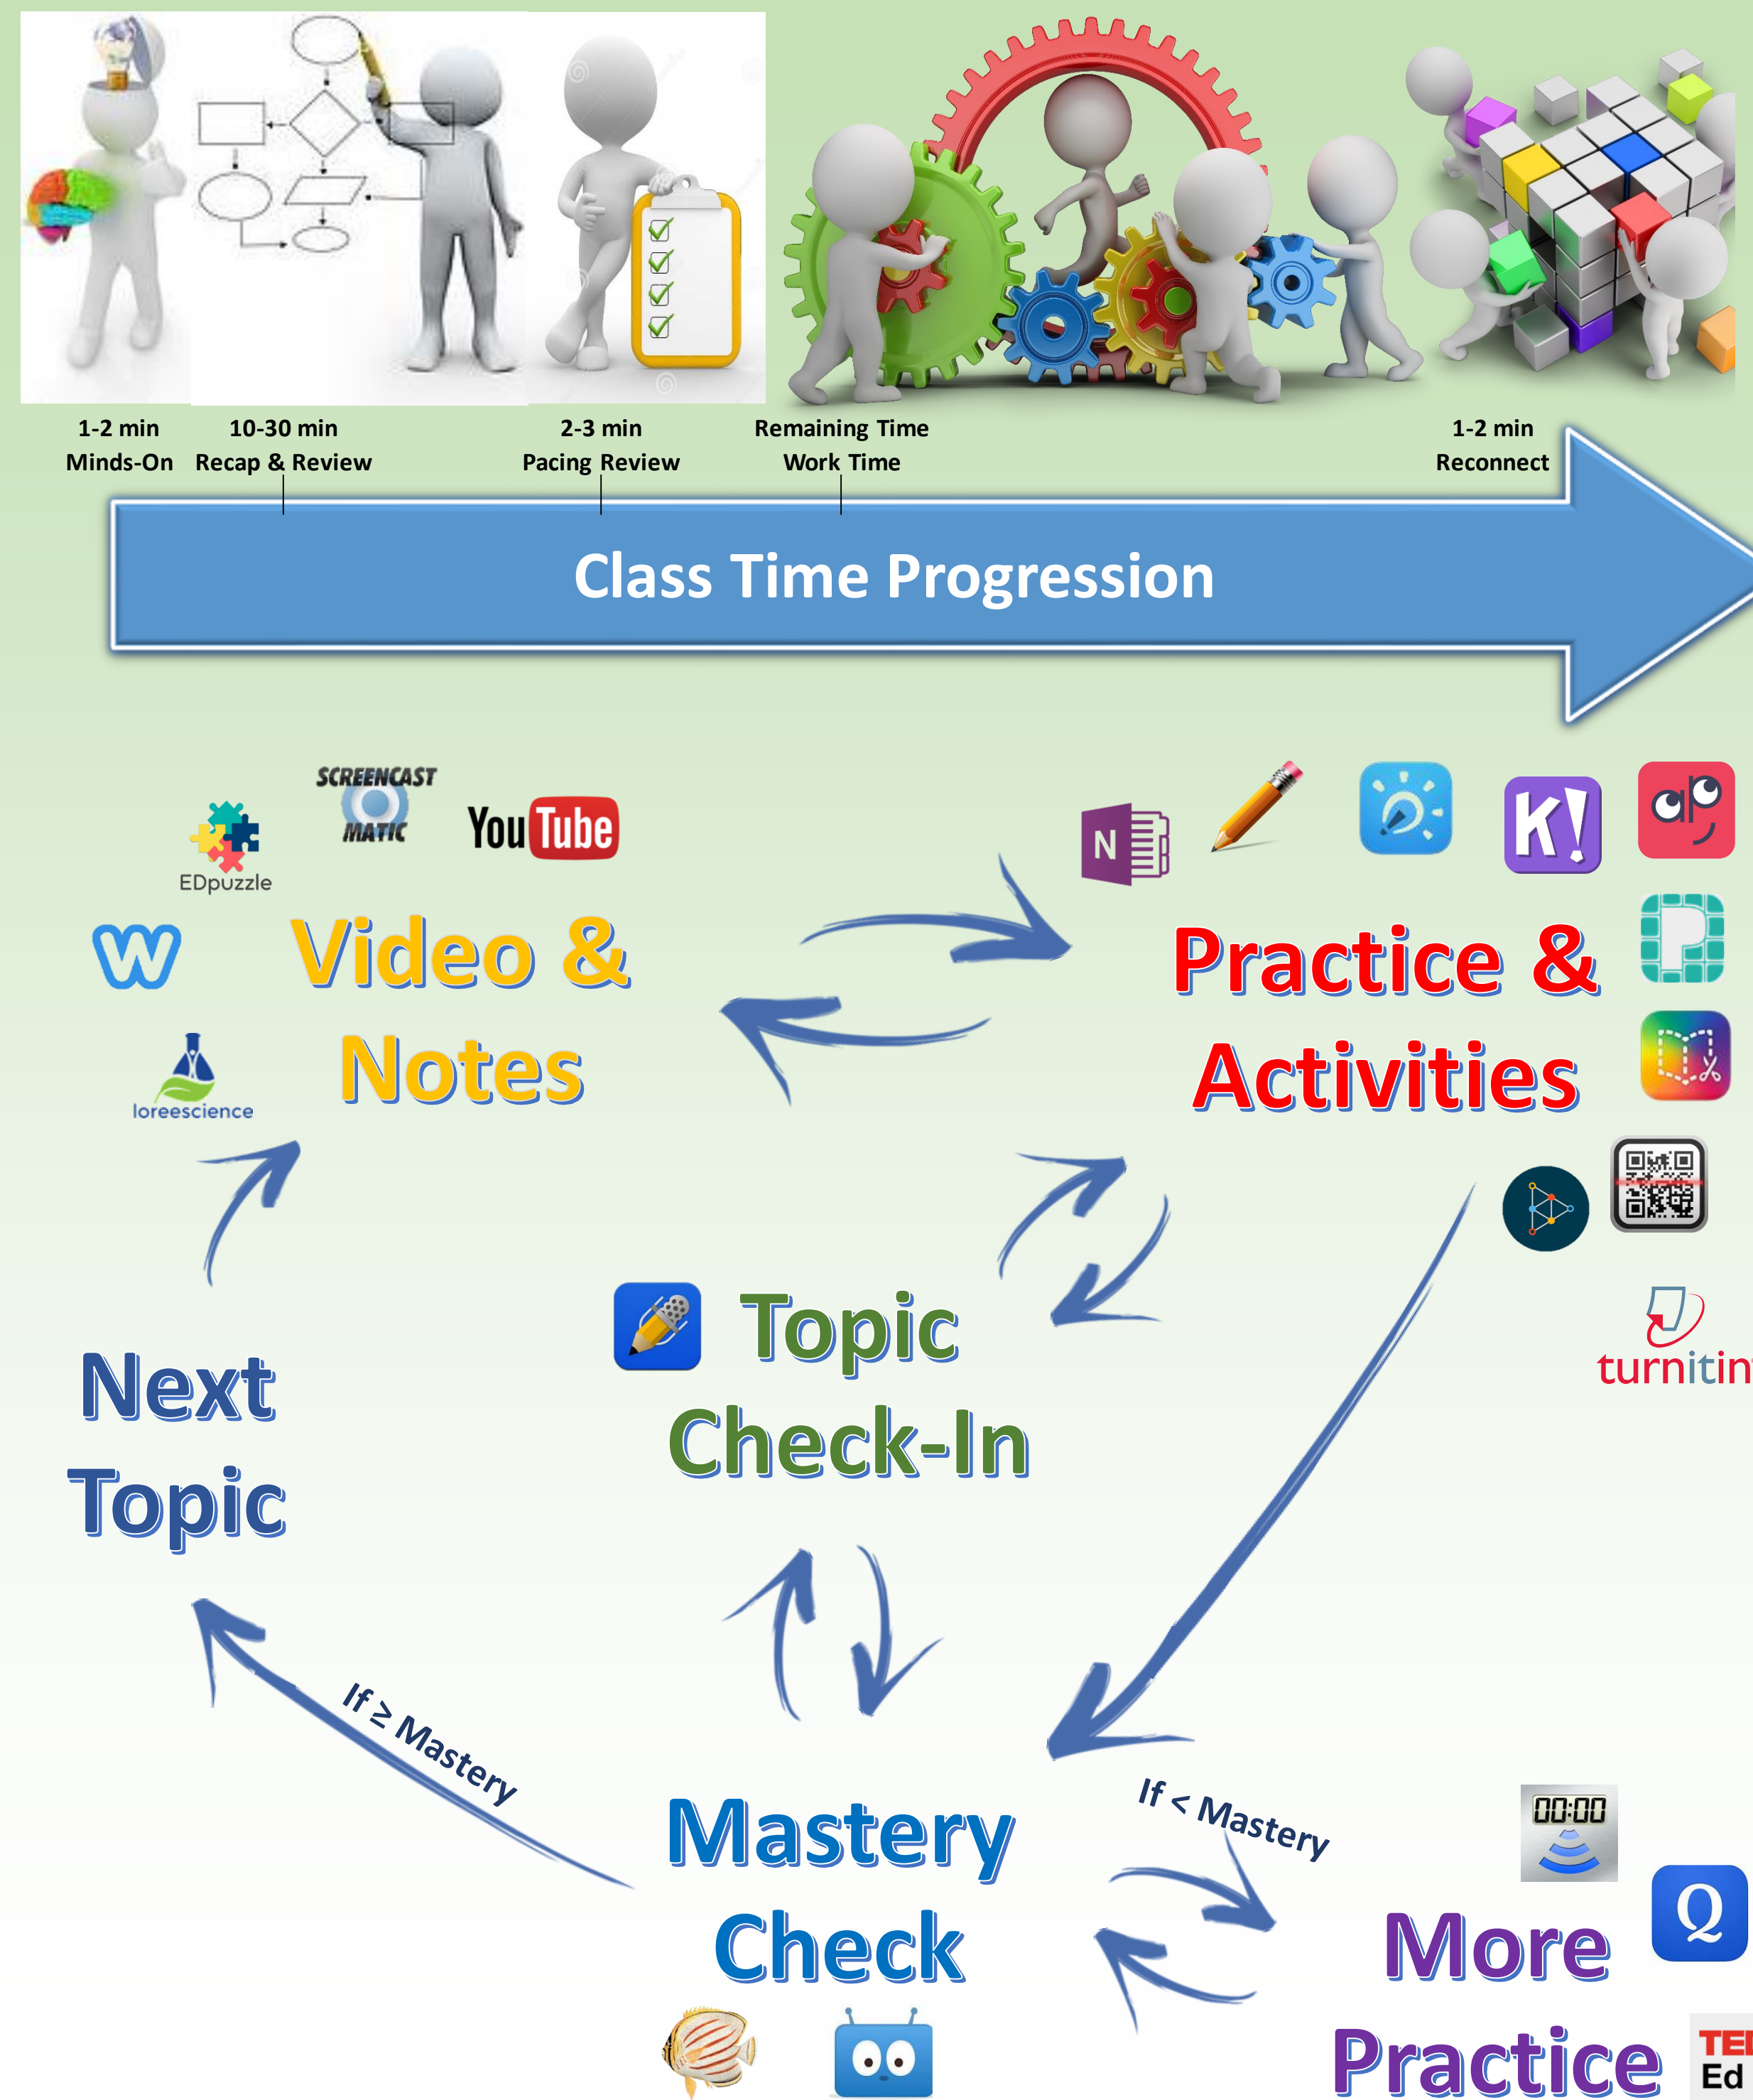 1-2 min
Minds-On
10-30 min
Recap & Review
2-3 min
Pacing Review
Remaining Time
Work Time
1-2 min
Reconnect
Class Time Progression
SCREENCAST
MATIC
YouTube
EDpuzzle
W
loreescience
Video &
Notes
N
K!
P
Practice &
Activities
turnitin
Topic
Check-In
Next
Topic
If ≥ Mastery
If < Mastery
Mastery
Check
00:00
Q
More
Practice
TED
Ed